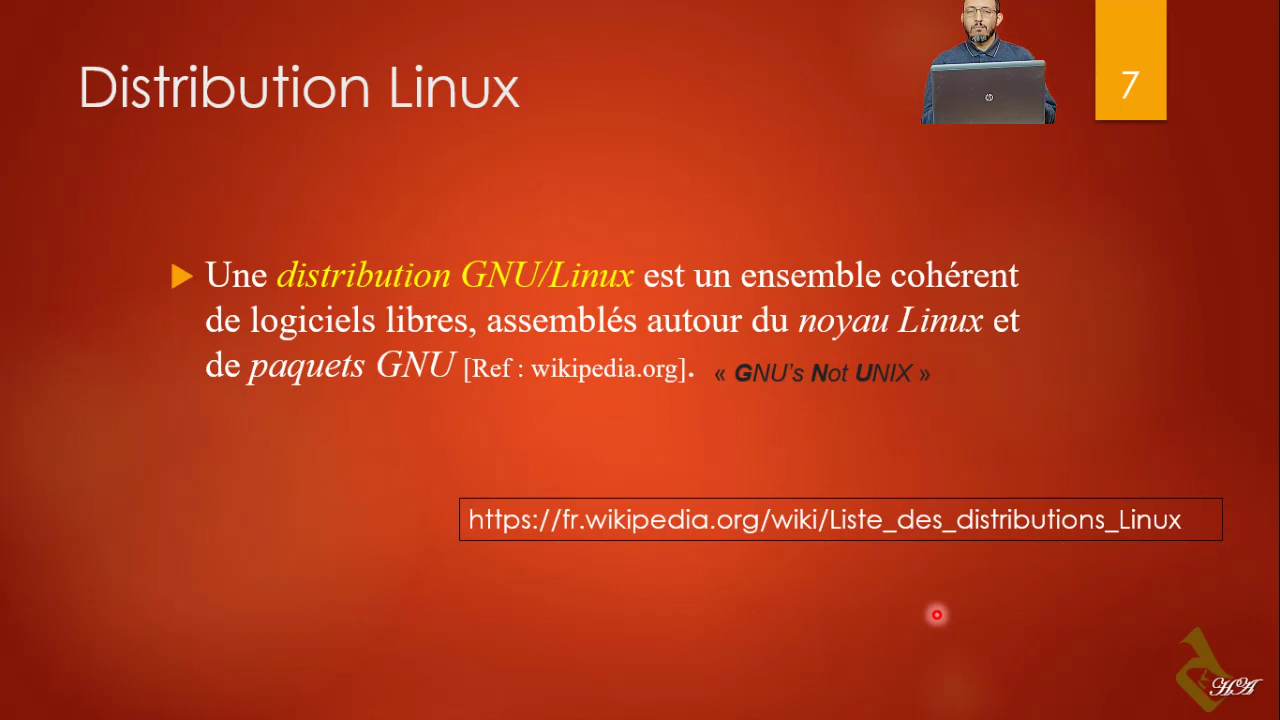 Distribution Linux
7
Une distribution GNU/Linux est un ensemble cohérent
de logiciels libres, assemblés autour du noyau Linux et
de paquets GNU [Ref : wikipedia.org]. « GNU’s Not UNIX »
https://fr.wikipedia.org/wiki/Liste_des_distributions_Linux
HA